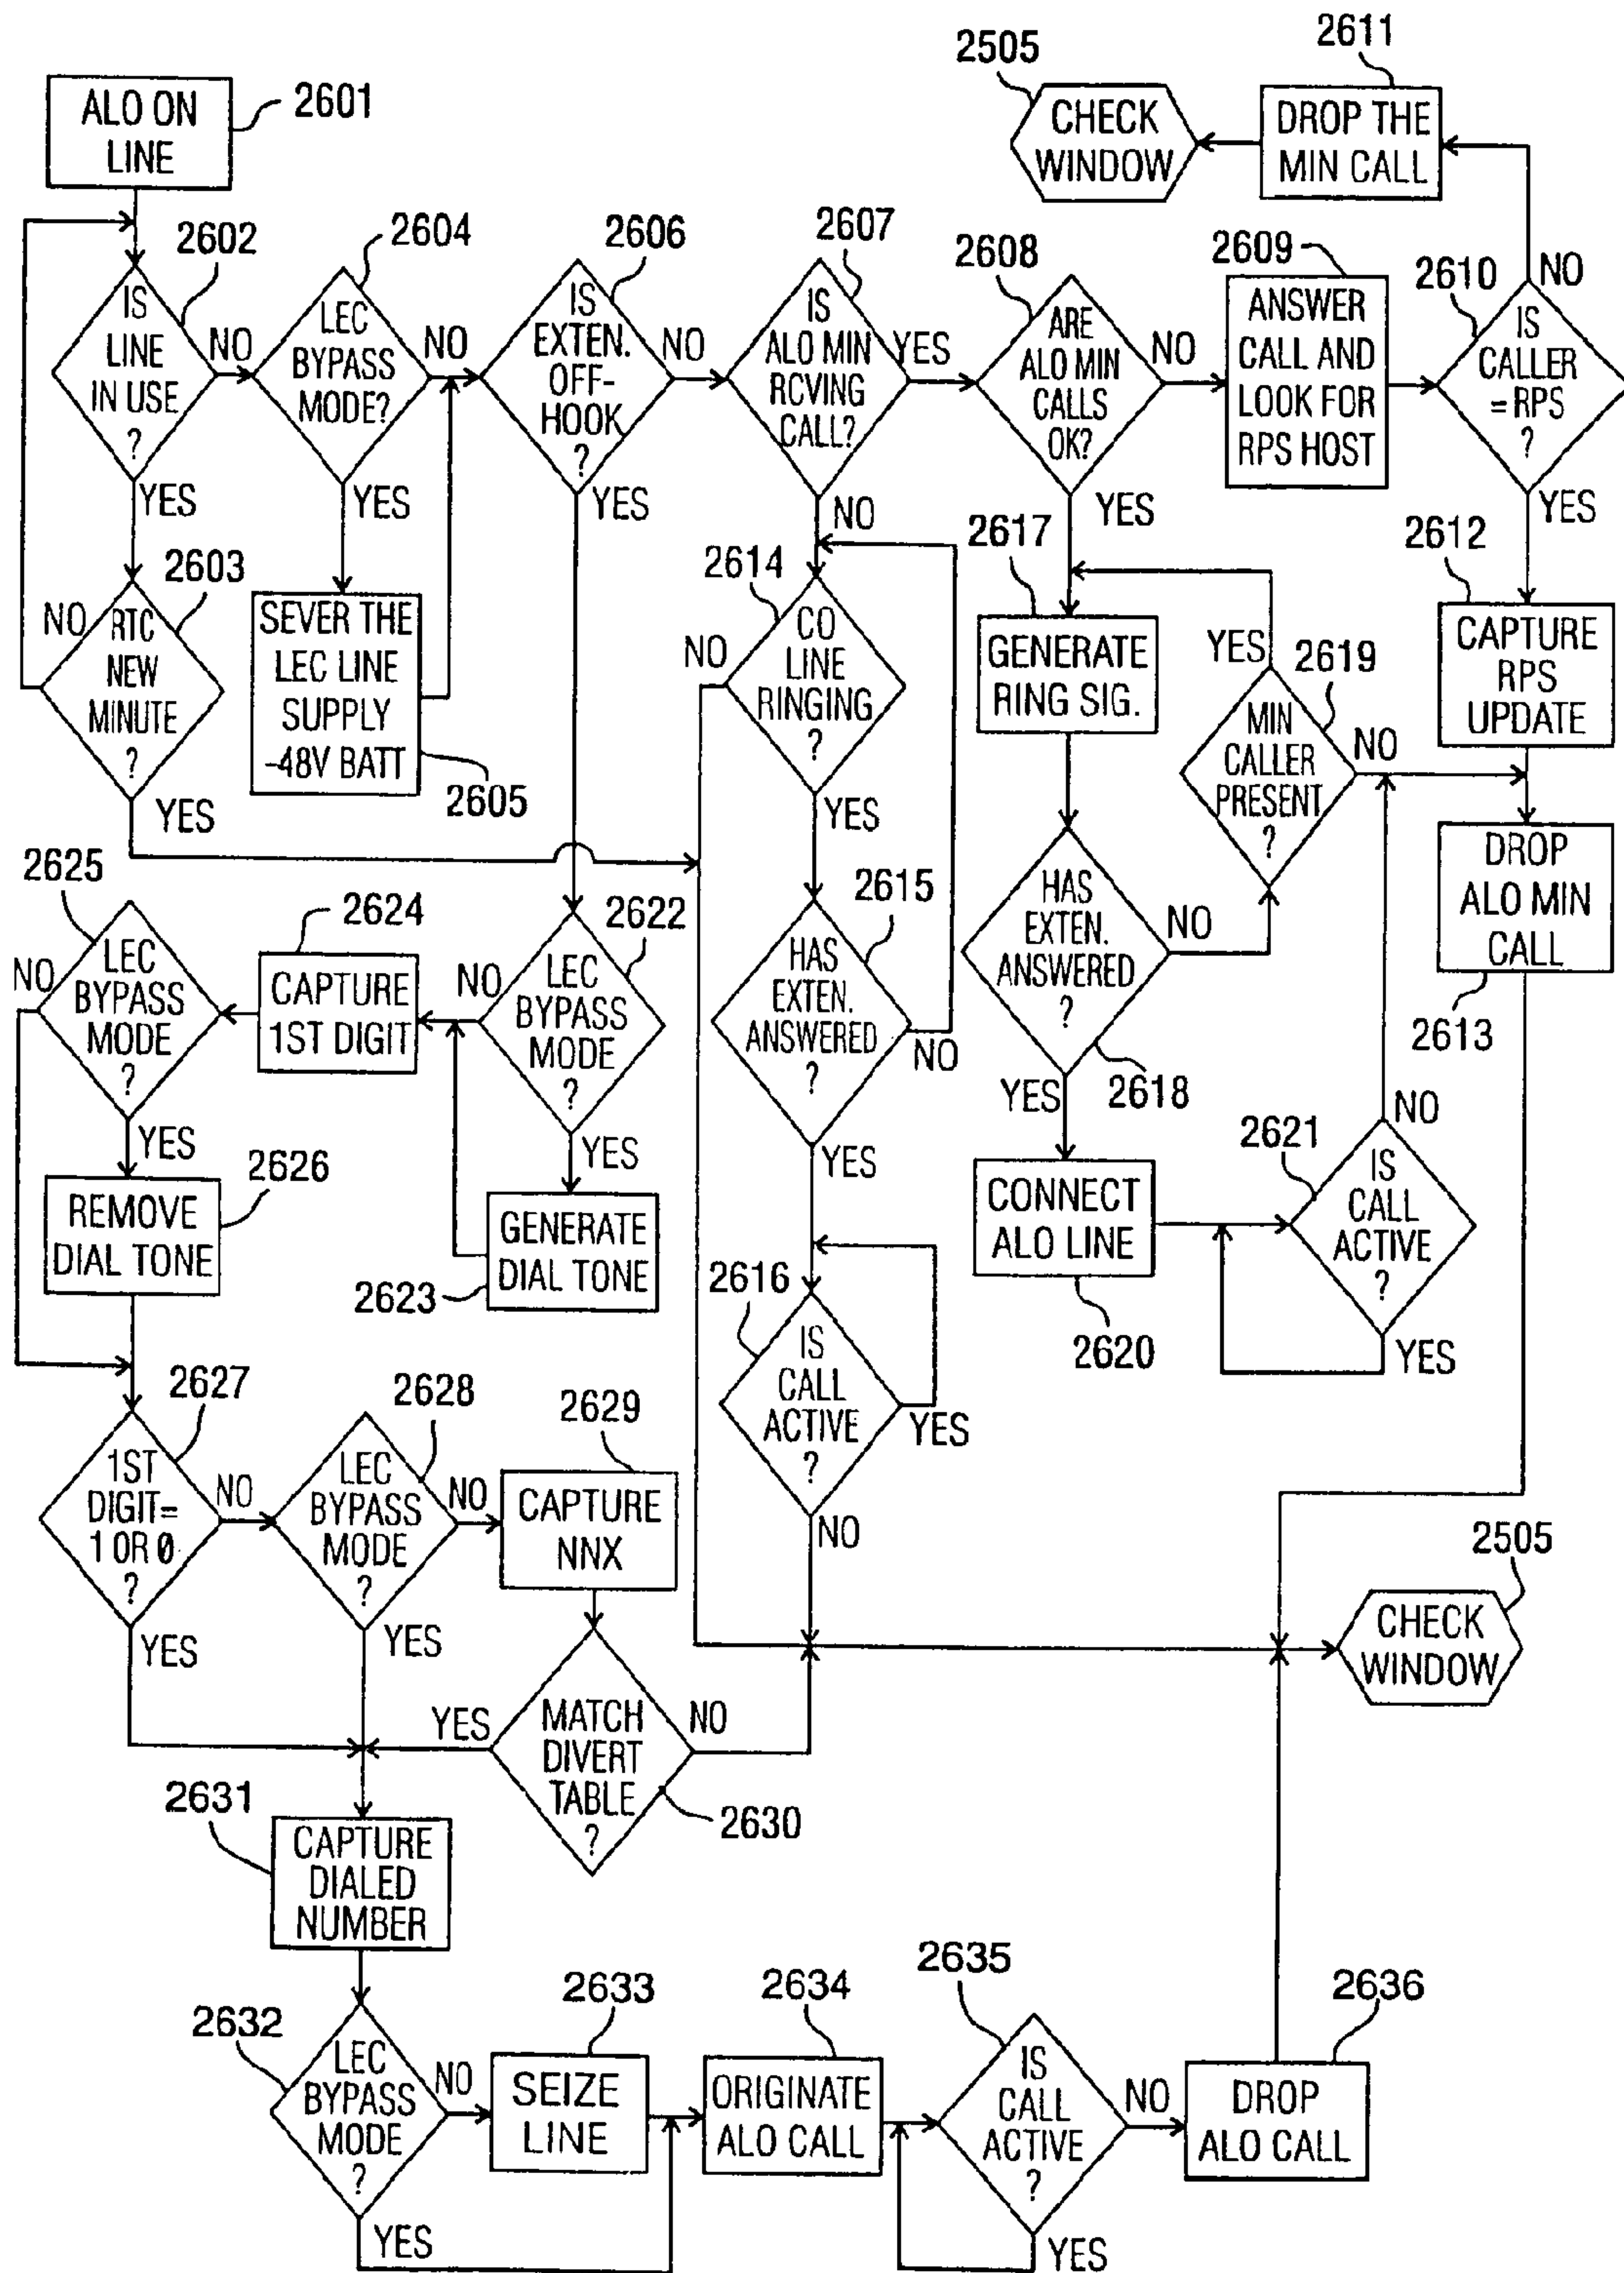 2505
2611
ALO ON
LINE
2601
CHECK
WINDOW
DROP THE
MIN CALL
2602
2604
2606
2607
2608
2609
2610
NO
IS
LINE
IN USE
?
NO
LEC
BYPASS
MODE?
NO
IS
EXTEN.
OFF-
HOOK
?
NO
IS
ALO MIN
RCVING
CALL?
YES
ARE
ALO MIN
CALLS
OK?
NO
ANSWER
CALL AND
LOOK FOR
RPS HOST
IS
CALLER
= RPS
?
YES
YES
YES
NO
YES
YES
2603
NO
RTC
NEW
MINUTE
?
YES
SEVER THE
LEC LINE
SUPPLY
-48V BATT
2605
2614
NO
CO
LINE
RINGING
?
YES
2617
GENERATE
RING SIG.
YES
2619
MIN
CALLER
PRESENT
?
NO
2612
CAPTURE
RPS
UPDATE
DROP
ALO MIN
CALL
2613
2625
NO
LEC
BYPASS
MODE
?
YES
2624
CAPTURE
1ST DIGIT
2622
NO
LEC
BYPASS
MODE
?
YES
2615
HAS
EXTEN.
ANSWERED
?
NO
YES
HAS
EXTEN.
ANSWERED
?
NO
YES
2618
2626
REMOVE
DIAL TONE
GENERATE
DIAL TONE
2623
CONNECT
ALO LINE
2620
2621
NO
IS
CALL
ACTIVE
?
YES
2616
IS
CALL
ACTIVE
?
YES
NO
2627
1ST
DIGIT=
1 OR 0
?
NO
YES
2628
LEC
BYPASS
MODE
?
NO
YES
2629
CAPTURE
NNX
2505
CHECK
WINDOW
YES
MATCH
DIVERT
TABLE
?
NO
2630
2631
CAPTURE
DIALED
NUMBER
2632
LEC
BYPASS
MODE
?
NO
YES
2633
SEIZE
LINE
2634
ORIGINATE
ALO CALL
2635
IS
CALL
ACTIVE
?
NO
YES
2636
DROP
ALO CALL